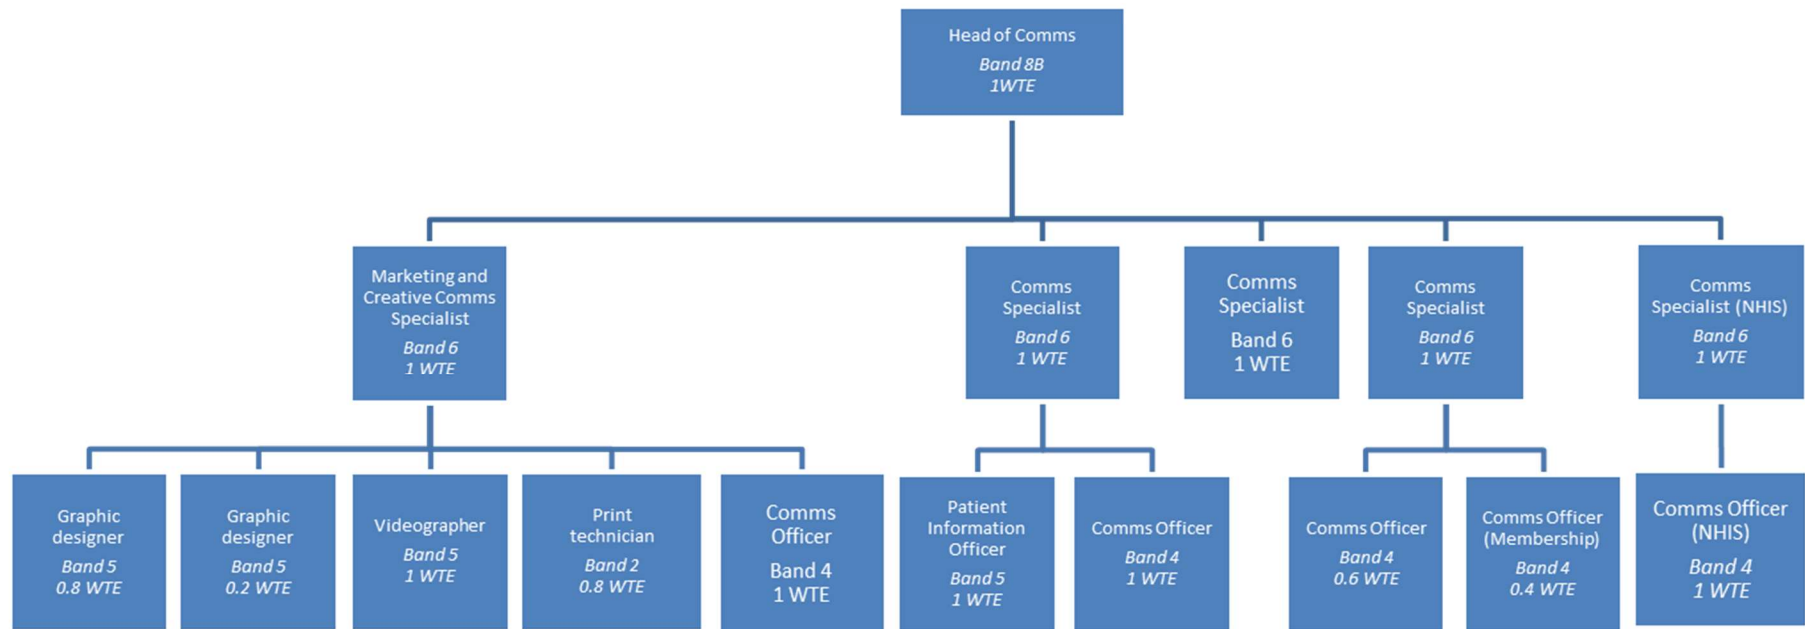 Head of Comms
Band 8B
1WTE
Marketing and
Creative Comms
Specialist
Band 6
1 WTE
Comms
Specialist
Band 6
1 WTE
Comms
Specialist
Band 6
1 WTE
Comms
Specialist
Band 6
1 WTE
Comms
Specialist (NHIS)
Band 6
1 WTE
Graphic
designer
Band 5
0.8 WTE
Graphic
designer
Band 5
0.2 WTE
Videographer
Band 5
1 WTE
Print
technician
Band 2
0.8 WTE
Comms
Officer
Band 4
1 WTE
Patient
Information
Officer
Band 5
1 WTE
Comms Officer
Band 4
1 WTE
Comms Officer
Band 4
0.6 WTE
Comms Officer
(Membership)
Band 4
0.4 WTE
Comms Officer
(NHIS)
Band 4
1 WTE